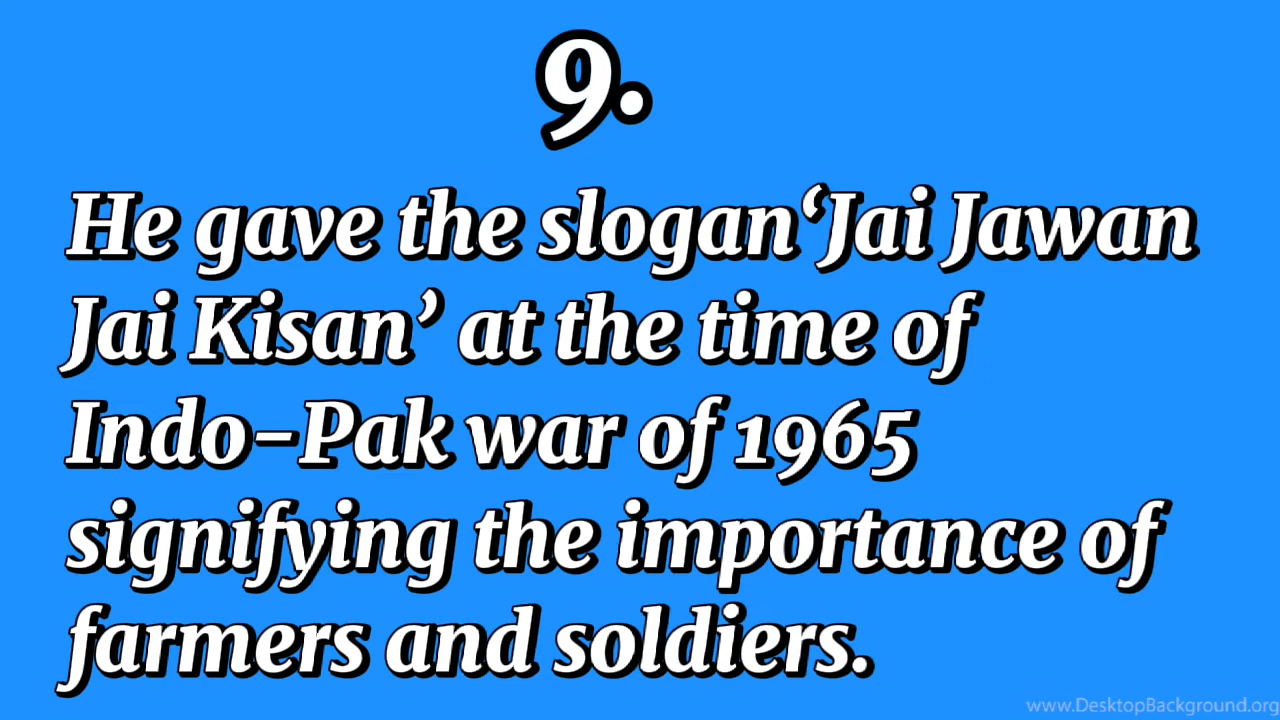 9.
He gave the slogan‘Jai Jawan
Jai Kisan’ at the time of
Indo-Pak war of 1965
signifying the importance of
farmers and soldiers.
www.DesktopBackground.org